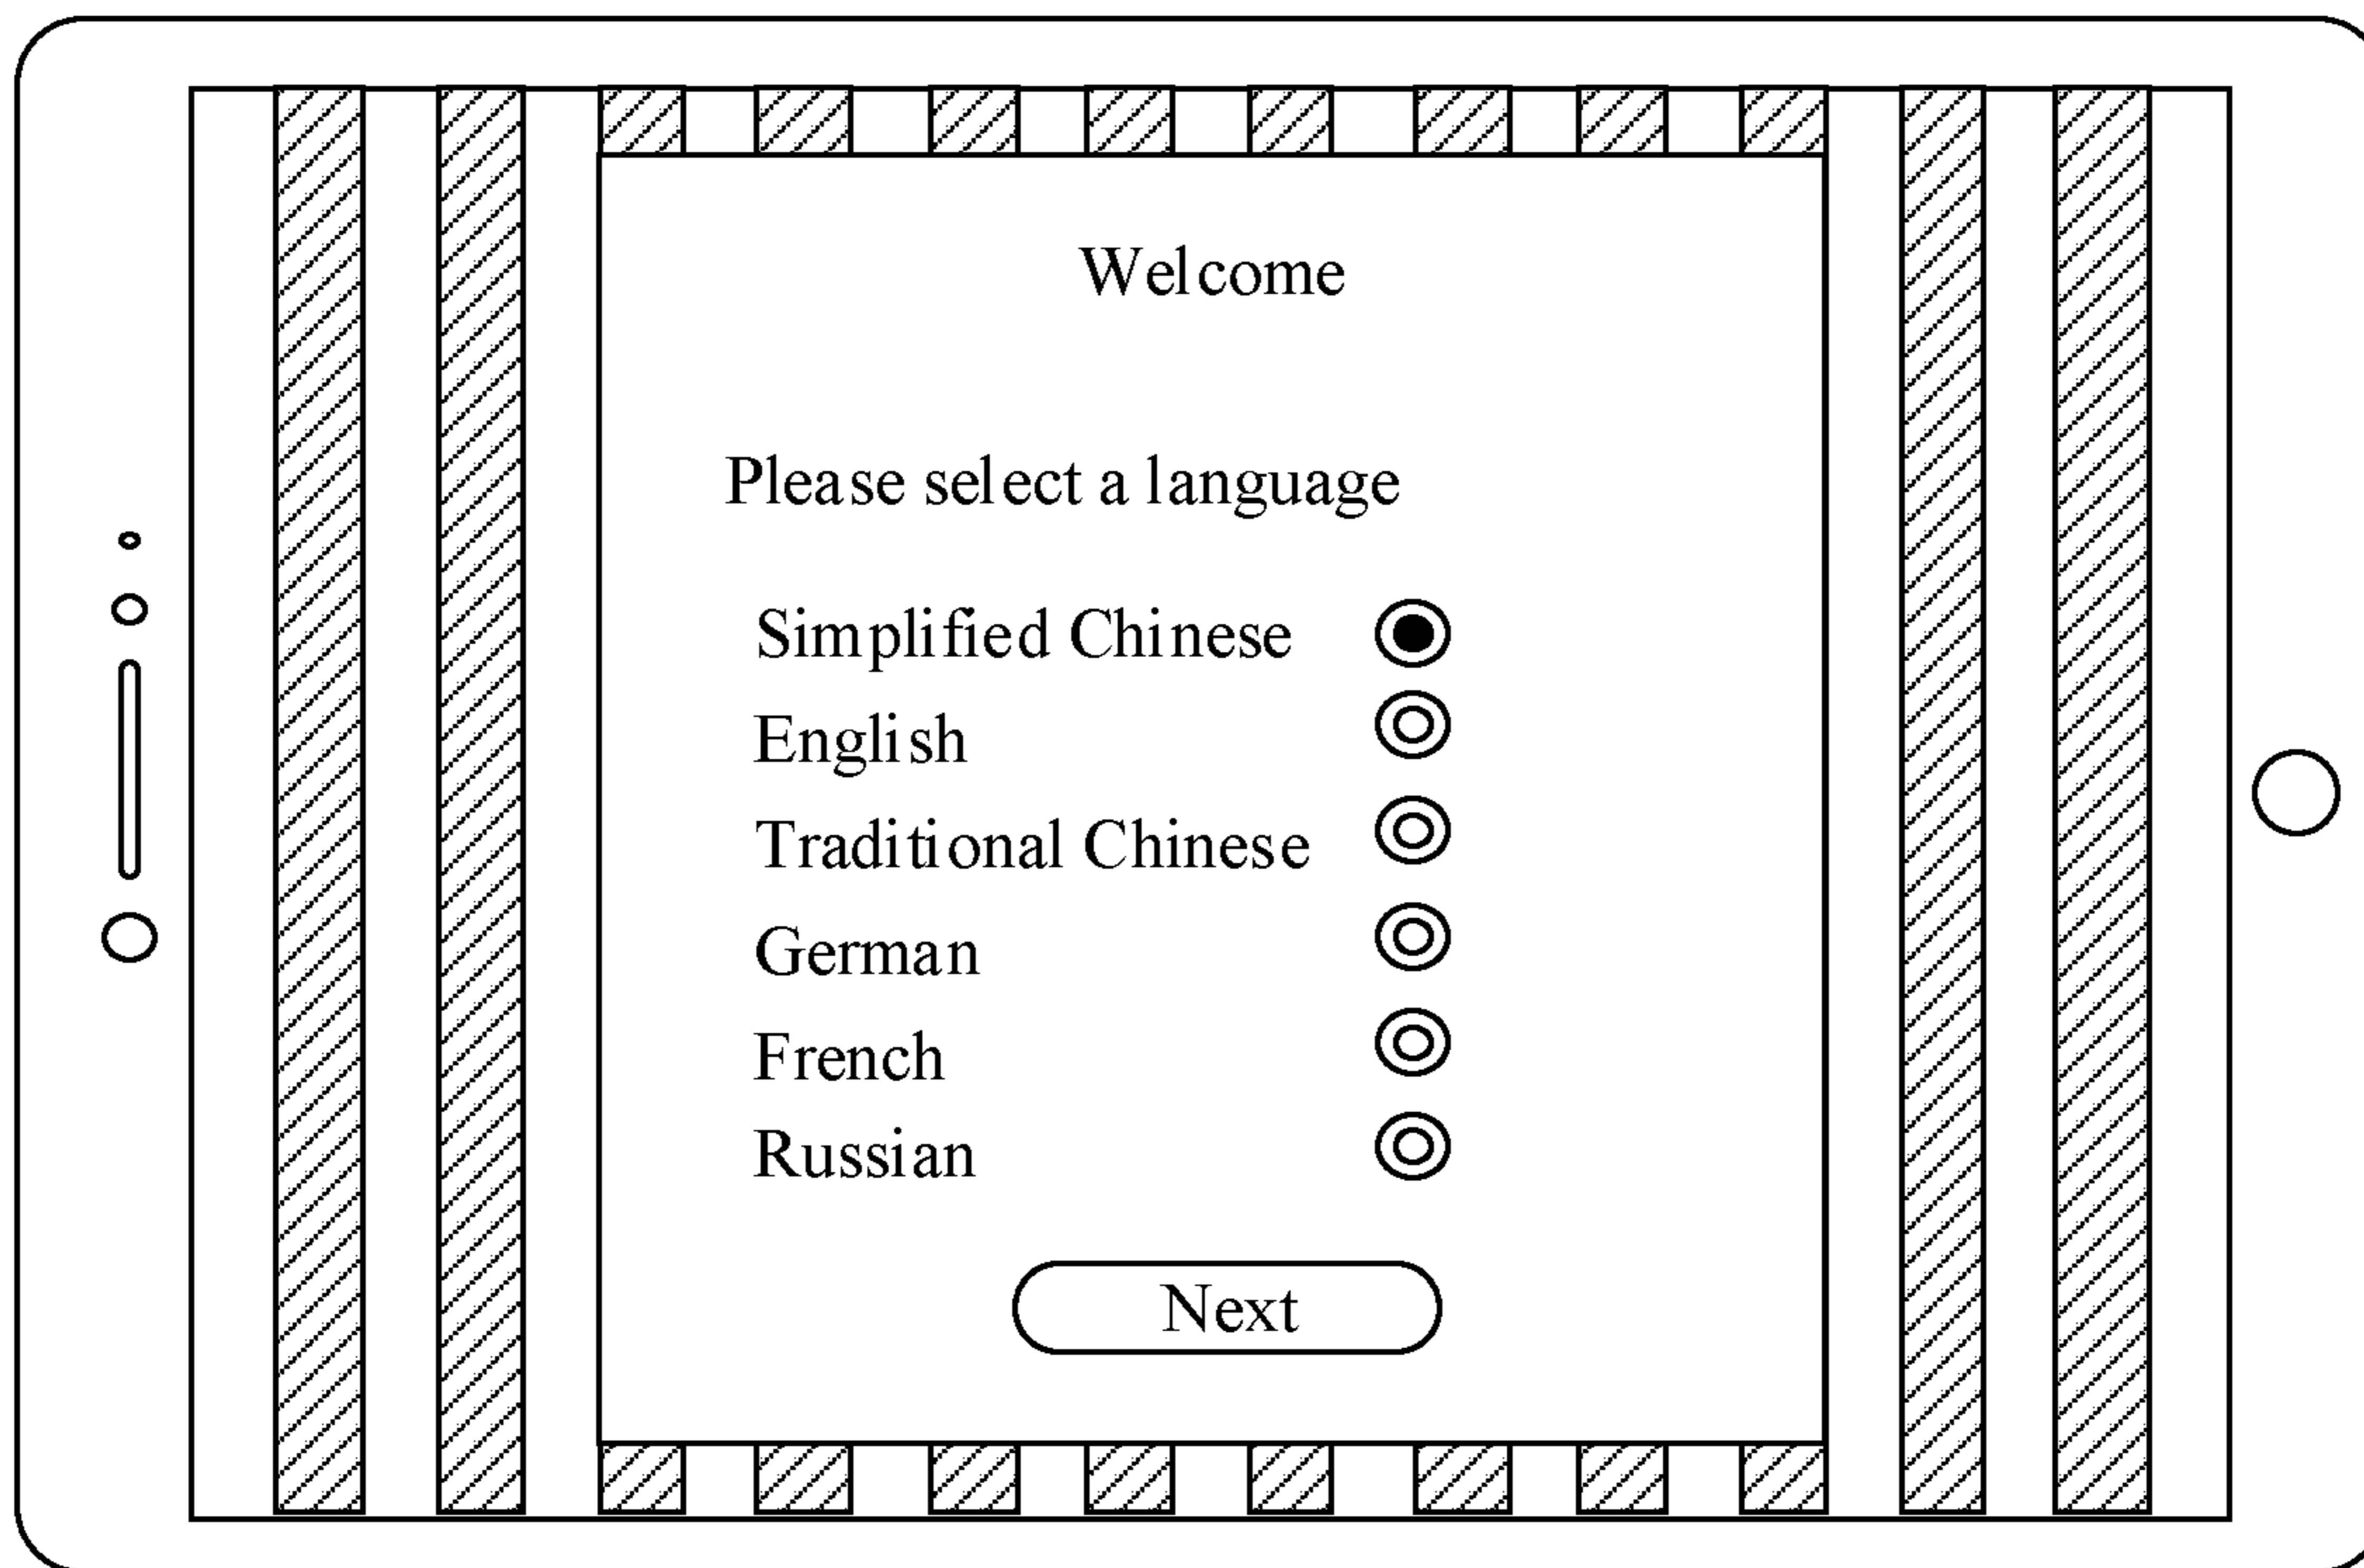 Welcome
Please select a language
Simplified Chinese
English
Traditional Chinese
German
French
Russian
Next